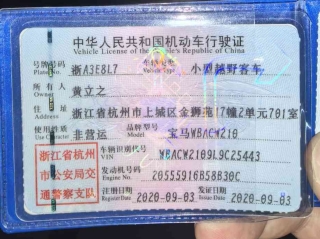 中华人民共和国机动车行驶证
Vehicle License of the People's Republic of China
号牌号码 浙A3E8L7 车辆类型 小型越野客车
Plate No. Vehicle Type
所有人 黄立之
Owner
住址 浙江省杭州市上城区金狮苑17幢2单元701室
Address
使用性质 非营运 品牌型号 宝马WBACW210
Use Character Model
浙江省杭州市公安局交通警察支队
车辆识别代号 WBACW2109L9C25443
VIN
发动机号码 20555916B58B30C
Engine No.
注册日期 2020-09-03 发证日期 2020-09-03
Register Date Issue Date